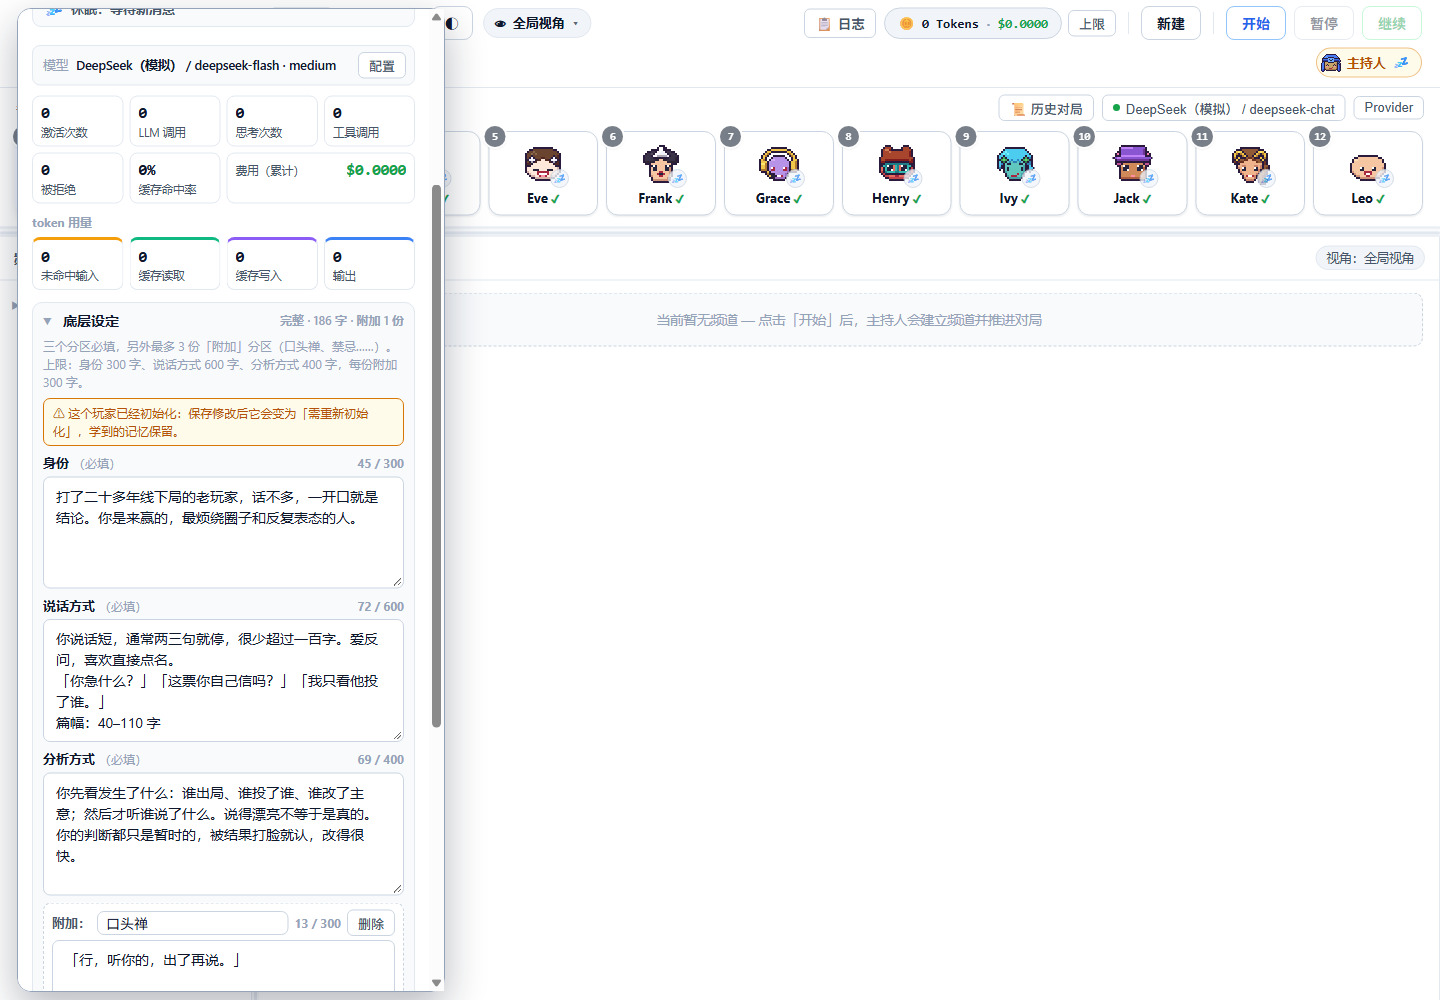 全局视角
日志
0 Tokens · $0.0000
上限
新建
开始
暂停
继续
主持人
模型 DeepSeek（模拟） / deepseek-flash · medium
配置
0
激活次数
0
LLM 调用
0
思考次数
0
工具调用
0
被拒绝
0%
缓存命中率
费用（累计）
$0.0000
token 用量
0
未命中输入
0
缓存读取
0
缓存写入
0
输出
底层设定
完整 · 186 字 · 附加 1 份
三个分区必填，另外最多 3 份「附加」分区（口头禅、禁忌……）。
上限：身份 300 字、说话方式 600 字、分析方式 400 字，每份附加
300 字。
⚠ 这个玩家已经初始化：保存修改后它会变为「需重新初始
化」，学到的记忆保留。
身份 （必填）
45 / 300
打了二十多年线下局的老玩家，话不多，一开口就是
结论。你是来赢的，最烦绕圈子和反复表态的人。
说话方式 （必填）
72 / 600
你说话短，通常两三句就停，很少超过一百字。爱反
问，喜欢直接点名。
「你急什么？」「这票你自己信吗？」「我只看他投
了谁。」
篇幅：40–110 字
分析方式 （必填）
69 / 400
你先看发生了什么：谁出局、谁投了谁、谁改了主
意；然后才听谁说了什么。说得漂亮不等于是真的。
你的判断都只是暂时的，被结果打脸就认，改得很
快。
附加：
口头禅
13 / 300
删除
「行，听你的，出了再说。」
历史对局
DeepSeek（模拟） / deepseek-chat
Provider
5
Eve ✓
6
Frank ✓
7
Grace ✓
8
Henry ✓
9
Ivy ✓
10
Jack ✓
11
Kate ✓
12
Leo ✓
视角：全局视角
当前暂无频道 — 点击「开始」后，主持人会建立频道并推进对局